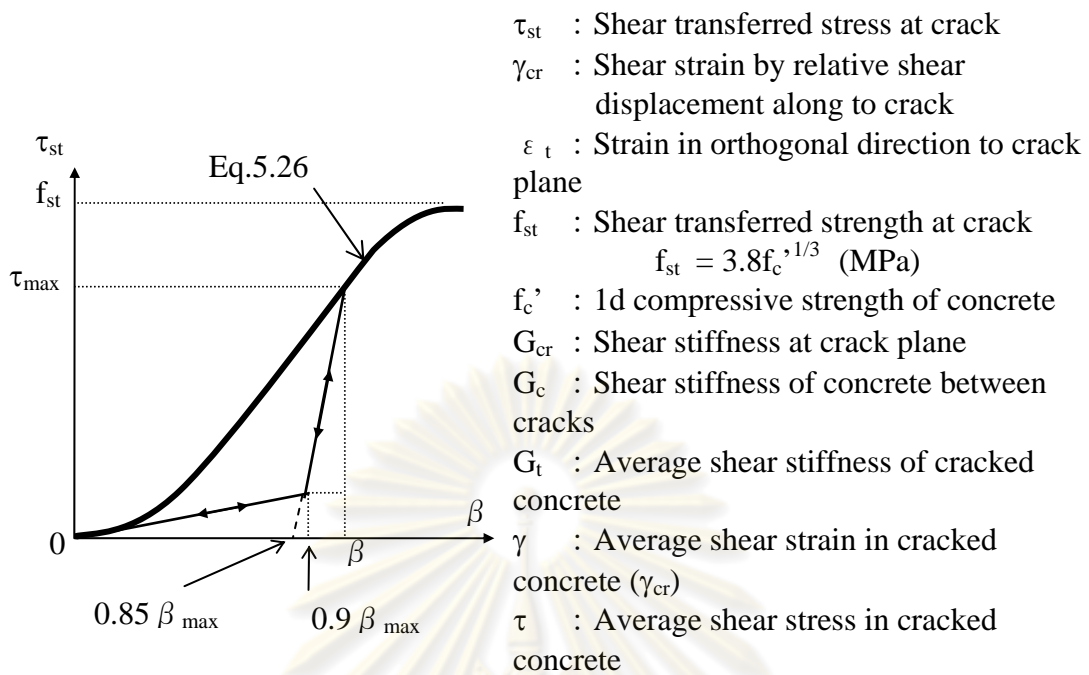 τst : Shear transferred stress at crack
γcr : Shear strain by relative shear
displacement along to crack
εt : Strain in orthogonal direction to crack
plane
fst : Shear transferred strength at crack
fst = 3.8fc’1/3 (MPa)
fc’ : 1d compressive strength of concrete
Gcr : Shear stiffness at crack plane
Gc : Shear stiffness of concrete between
cracks
Gt : Average shear stiffness of cracked
concrete
γ : Average shear strain in cracked
concrete (γcr)
τ : Average shear stress in cracked
concrete
τst
fst
Eq.5.26
τmax
β
0
β
0.85 β max
0.9 β max